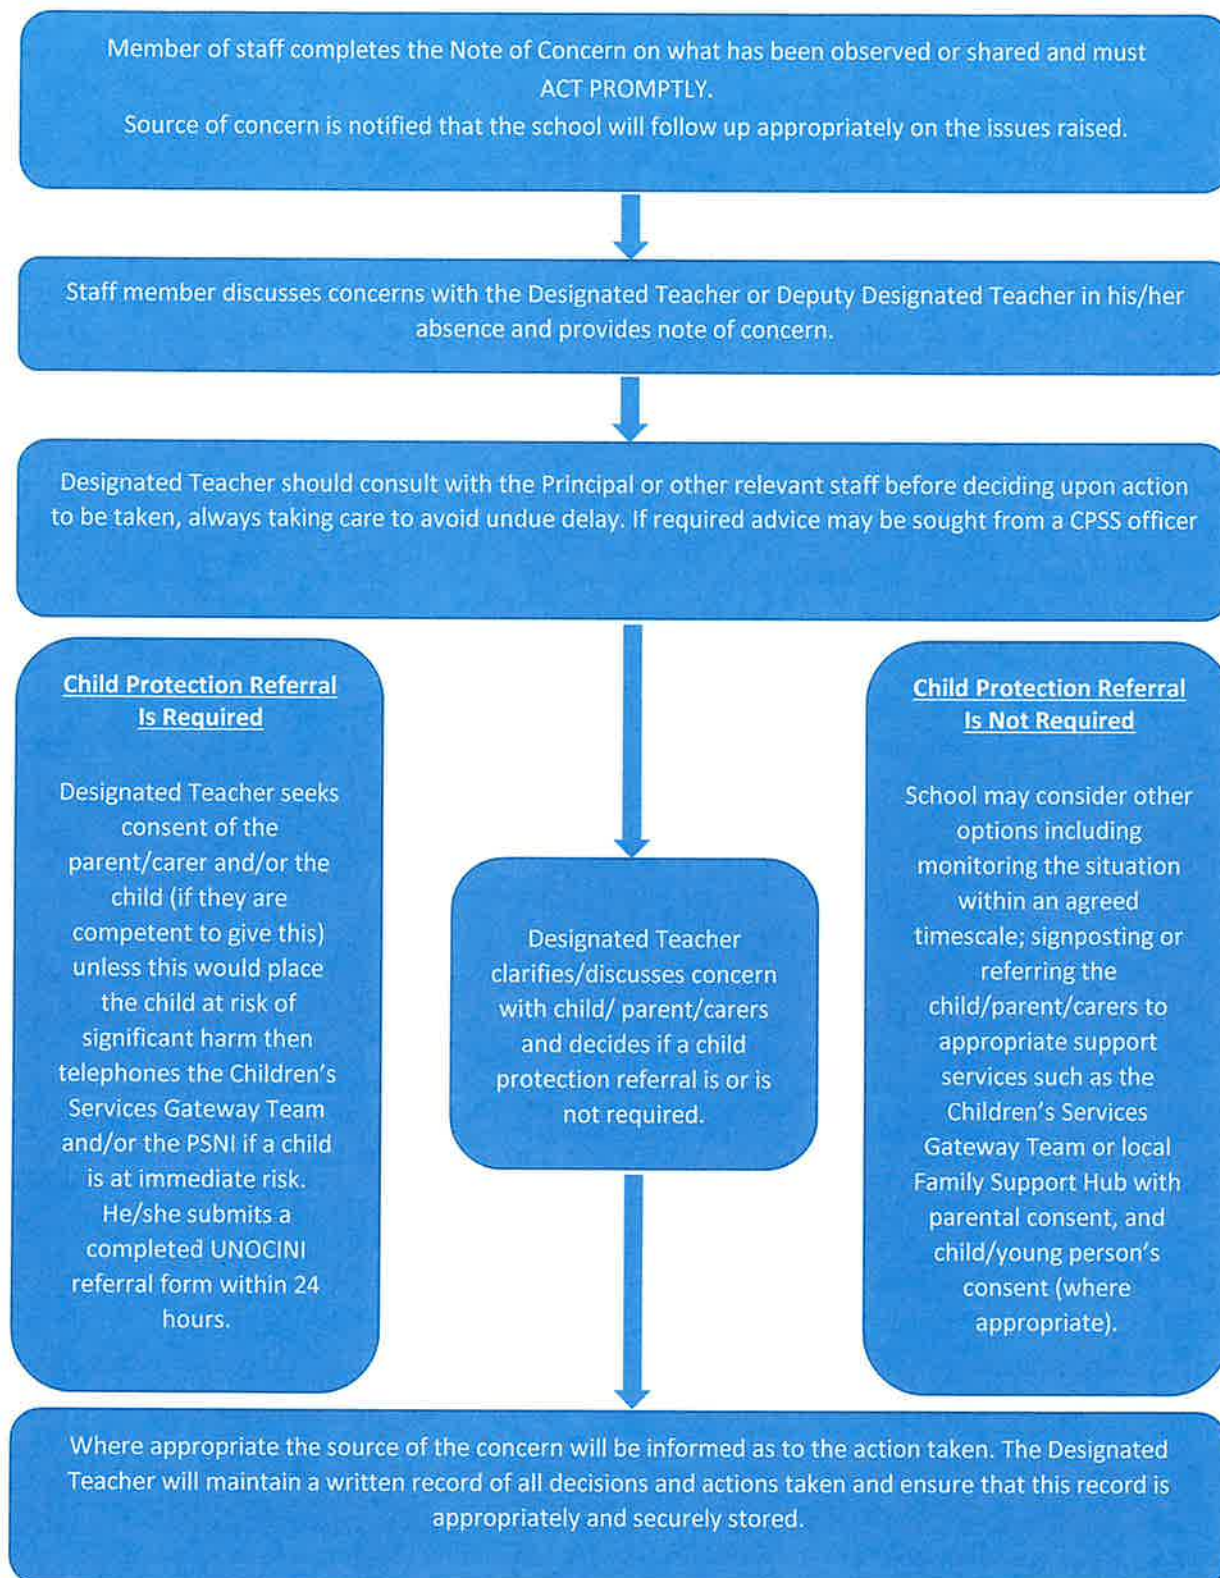 Member of staff completes the Note of Concern on what has been observed or shared and must
ACT PROMPTLY.
Source of concern is notified that the school will follow up appropriately on the issues raised.
Staff member discusses concerns with the Designated Teacher or Deputy Designated Teacher in his/her
absence and provides note of concern.
Designated Teacher should consult with the Principal or other relevant staff before deciding upon action
to be taken, always taking care to avoid undue delay. If required advice may be sought from a CPSS officer
Child Protection Referral
Is Required
Designated Teacher seeks
consent of the
parent/carer and/or the
child (if they are
competent to give this)
unless this would place
the child at risk of
significant harm then
telephones the Children's
Services Gateway Team
and/or the PSNI if a child
is at immediate risk.
He/she submits a
completed UNOCINI
referral form within 24
hours.
Designated Teacher
clarifies/discusses concern
with child/ parent/carers
and decides if a child
protection referral is or is
not required.
Child Protection Referral
Is Not Required
School may consider other
options including
monitoring the situation
within an agreed
timescale; signposting or
referring the
child/parent/carers to
appropriate support
services such as the
Children's Services
Gateway Team or local
Family Support Hub with
parental consent, and
child/young person's
consent (where
appropriate).
Where appropriate the source of the concern will be informed as to the action taken. The Designated
Teacher will maintain a written record of all decisions and actions taken and ensure that this record is
appropriately and securely stored.